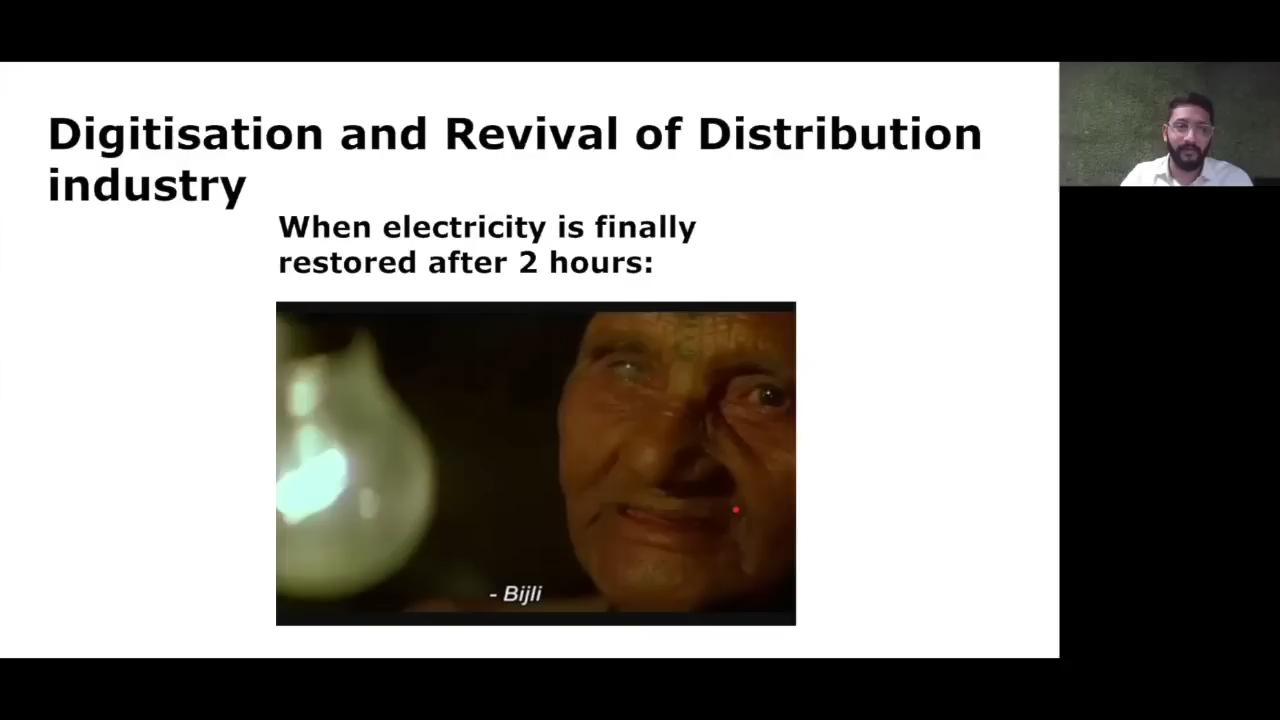 Digitisation and Revival of Distribution
industry
When electricity is finally
restored after 2 hours:
- Bijli